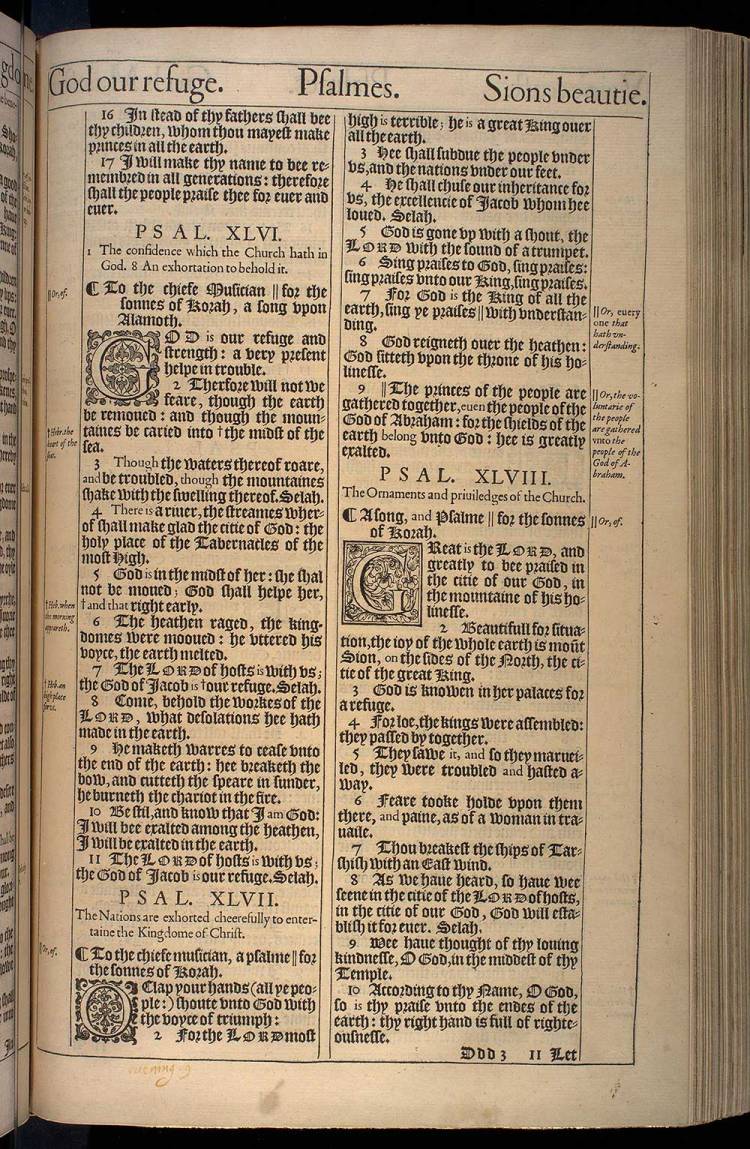 God our refuge. Psalmes. Sions beautie.
16 In stead of thy fathers shall bee
thy children, whom thou mayest make
princes in all the earth.
17 I will make thy name to bee re-
membred in all generations: therefore
shall the people praise thee for euer and
euer.
PSAL. XLVI.
1 The confidence which the Church hath in
God. 8 An exhortation to behold it.
¶ To the chiefe Musician || for the
sonnes of Korah, a song vpon
Alamoth.
|| Or, of.
GOD is our refuge and
strength: a very present
helpe in trouble.
2 Therfore will not we
feare, though the earth
be remoued: and though the moun-
taines be caried into † the midst of the
sea.
† Hebr. the
heart of the
seas.
3 Though the waters thereof roare,
and be troubled, though the mountaines
shake with the swelling thereof. Selah.
4 There is a riuer, the streames wher-
of shall make glad the citie of God: the
holy place of the Tabernacles of the
most High.
5 God is in the midst of her: she shal
not be moued; God shall helpe her,
† and that right early.
† Heb. when
the morning
appeareth.
6 The heathen raged, the king-
domes were mooued: he vttered his
voyce, the earth melted.
7 The LORD of hosts is with vs;
the God of Jacob is † our refuge. Selah.
† Heb. an
high place
for vs.
8 Come, behold the workes of the
LORD, what desolations hee hath
made in the earth.
9 He maketh warres to cease vnto
the end of the earth: hee breaketh the
bow, and cutteth the speare in sunder,
he burneth the chariot in the fire.
10 Be stil, and know that I am God:
I will bee exalted among the heathen,
I will be exalted in the earth.
11 The LORD of hosts is with vs;
the God of Jacob is our refuge. Selah.
PSAL. XLVII.
The Nations are exhorted cheerefully to enter-
taine the Kingdome of Christ.
¶ To the chiefe musician, a psalme || for
the sonnes of Korah.
|| Or, of.
O Clap your hands (all ye peo-
ple:) shoute vnto God with
the voyce of triumph:
2 For the LORD most
high is terrible; he is a great King ouer
all the earth.
3 Hee shall subdue the people vnder
vs, and the nations vnder our feet.
4 He shall chuse our inheritance for
vs, the excellencie of Jacob whom hee
loued. Selah.
5 God is gone vp with a shout, the
LORD with the sound of a trumpet.
6 Sing praises to God, sing praises:
sing praises vnto our King, sing praises.
7 For God is the King of all the
earth, sing ye praises || with vnderstan-
ding.
|| Or, euery
one that
hath vn-
derstanding.
8 God reigneth ouer the heathen:
God sitteth vpon the throne of his ho-
linesse.
9 || The princes of the people are
gathered together, euen the people of the
God of Abraham: for the shields of the
earth belong vnto God: hee is greatly
exalted.
|| Or, the vo-
luntarie of
the people
are gathered
vnto the
people of the
God of A-
braham.
PSAL. XLVIII.
The Ornaments and priuiledges of the Church.
¶ A song, and Psalme || for the sonnes
of Korah.
|| Or, of.
GReat is the LORD, and
greatly to bee praised in
the citie of our God, in
the mountaine of his ho-
linesse.
2 Beautifull for situa-
tion, the ioy of the whole earth is mount
Sion, on the sides of the North, the ci-
tie of the great King.
3 God is knowen in her palaces for
a refuge.
4 For loe, the kings were assembled:
they passed by together.
5 They sawe it, and so they maruei-
led, they were troubled and hasted a-
way.
6 Feare tooke holde vpon them
there, and paine, as of a woman in tra-
uaile.
7 Thou breakest the ships of Tar-
shish with an East wind.
8 As we haue heard, so haue wee
seene in the citie of the LORD of hosts,
in the citie of our God, God will esta-
blish it for euer. Selah.
9 Wee haue thought of thy louing
kindnesse, O God, in the middest of thy
Temple.
10 According to thy Name, O God,
so is thy praise vnto the endes of the
earth: thy right hand is full of righte-
ousnesse.
Ddd 3 11 Let